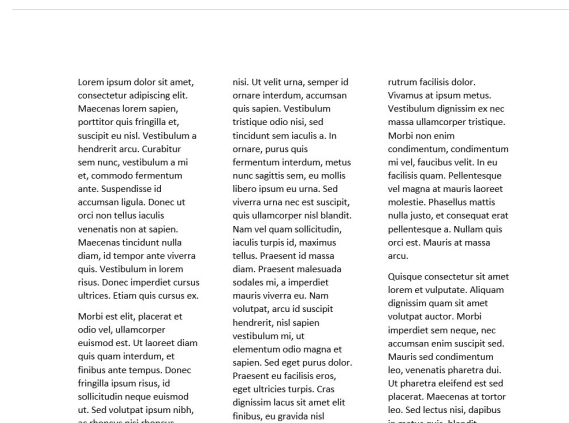 Lorem ipsum dolor sit amet,
consectetur adipiscing elit.
Maecenas lorem sapien,
porttitor quis fringilla et,
suscipit eu nisl. Vestibulum a
hendrerit arcu. Curabitur
sem nunc, vestibulum a mi
et, commodo fermentum
ante. Suspendisse id
accumsan ligula. Donec ut
orci non tellus iaculis
venenatis non at sapien.
Maecenas tincidunt nulla
diam, id tempor ante viverra
quis. Vestibulum in lorem
risus. Donec imperdiet cursus
ultrices. Etiam quis cursus ex.
Morbi est elit, placerat et
odio vel, ullamcorper
euismod est. Ut laoreet diam
quis quam interdum, et
finibus ante tempus. Donec
fringilla ipsum risus, id
sollicitudin neque euismod
ut. Sed volutpat ipsum nibh,
ac rhoncus nisi rhoncus
nisi. Ut velit urna, semper id
ornare interdum, accumsan
quis sapien. Vestibulum
tristique odio nisi, sed
tincidunt sem iaculis a. In
ornare, purus quis
fermentum interdum, metus
nunc sagittis sem, eu mollis
libero ipsum eu urna. Sed
viverra urna nec est suscipit,
quis ullamcorper nisl blandit.
Nam vel quam sollicitudin,
iaculis turpis id, maximus
tellus. Praesent id massa
diam. Praesent malesuada
sodales mi, a imperdiet
mauris viverra eu. Nam
volutpat, arcu id suscipit
hendrerit, nisl sapien
vestibulum mi, ut
elementum odio magna et
sapien. Sed eget purus dolor.
Praesent eu facilisis eros,
eget ultricies turpis. Cras
dignissim lacus sit amet elit
finibus, eu gravida nisl
rutrum facilisis dolor.
Vivamus at ipsum metus.
Vestibulum dignissim ex nec
massa ullamcorper tristique.
Morbi non enim
condimentum, condimentum
mi vel, faucibus velit. In eu
facilisis quam. Pellentesque
vel magna at mauris laoreet
molestie. Phasellus mattis
nulla justo, et consequat erat
pellentesque a. Nullam quis
orci est. Mauris at massa
arcu.
Quisque consectetur sit amet
lorem et vulputate. Aliquam
dignissim quam sit amet
volutpat auctor. Morbi
imperdiet sem neque, nec
accumsan enim suscipit sed.
Mauris sed condimentum
leo, venenatis pharetra dui.
Ut pharetra eleifend est sed
placerat. Maecenas at tortor
leo. Sed lectus nisi, dapibus
in metus quis, blandit